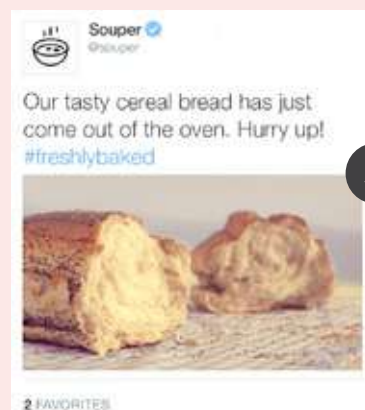 Souper
@souper
Our tasty cereal bread has just
come out of the oven. Hurry up!
#freshlybaked
2 FAVORITES